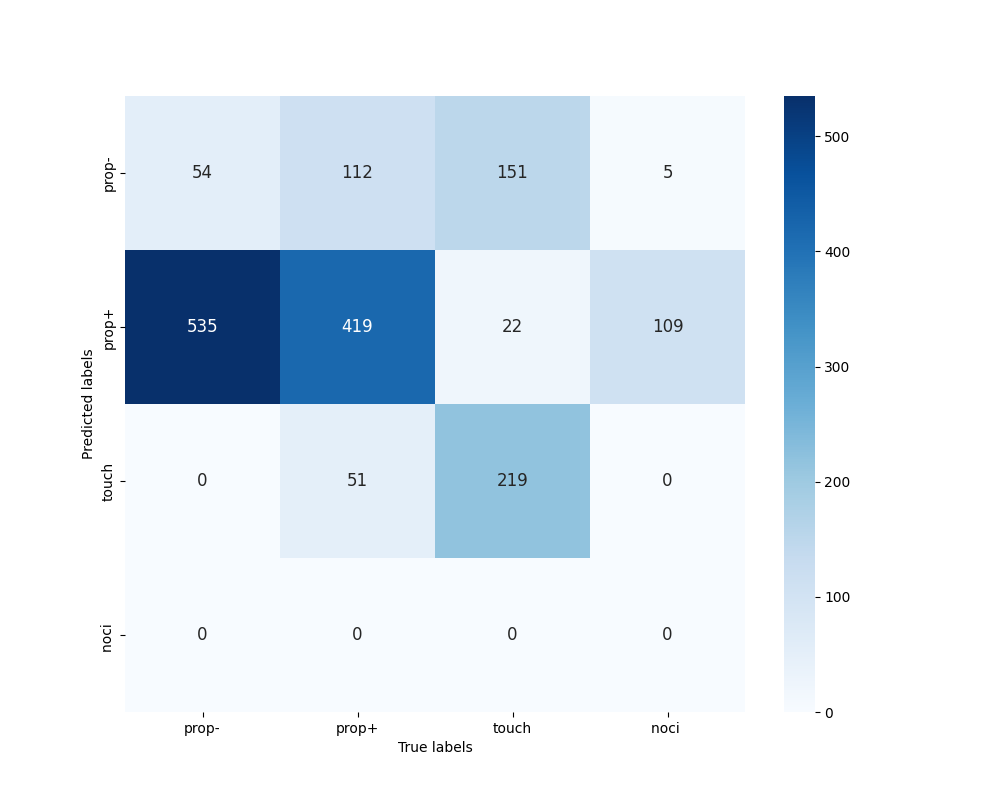 prop- 54 112 151 5
prop+ 535 419 22 109
touch 0 51 219 0
noci 0 0 0 0
prop- prop+ touch noci
True labels
Predicted labels
500
400
300
200
100
0